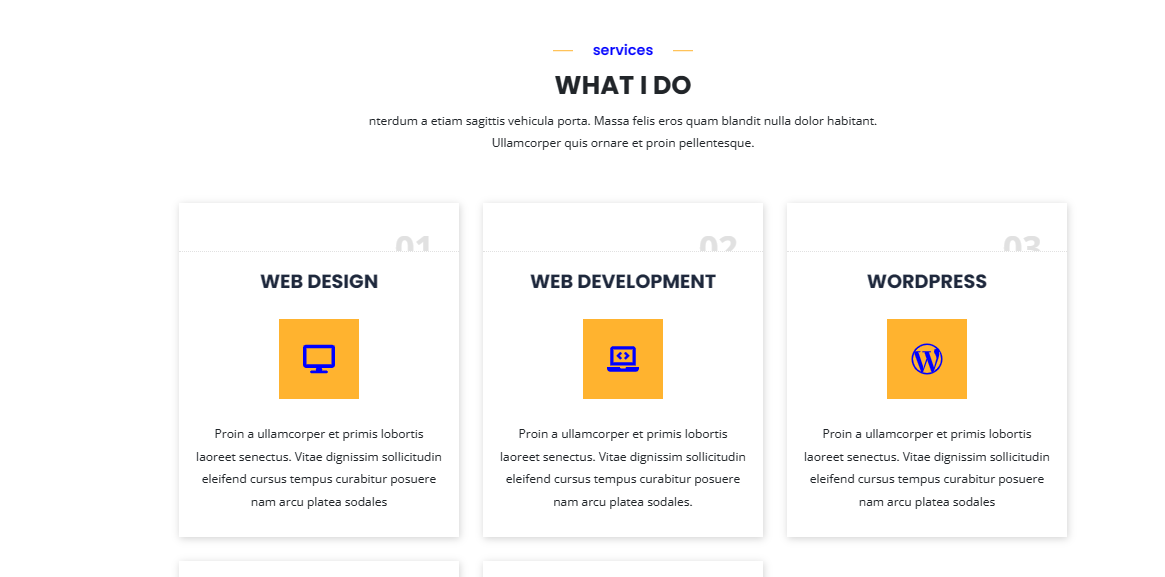 services
WHAT I DO
nterdum a etiam sagittis vehicula porta. Massa felis eros quam blandit nulla dolor habitant.
Ullamcorper quis ornare et proin pellentesque.
01
02
03
WEB DESIGN
WEB DEVELOPMENT
WORDPRESS
Proin a ullamcorper et primis lobortis
laoreet senectus. Vitae dignissim sollicitudin
eleifend cursus tempus curabitur posuere
nam arcu platea sodales
Proin a ullamcorper et primis lobortis
laoreet senectus. Vitae dignissim sollicitudin
eleifend cursus tempus curabitur posuere
nam arcu platea sodales.
Proin a ullamcorper et primis lobortis
laoreet senectus. Vitae dignissim sollicitudin
eleifend cursus tempus curabitur posuere
nam arcu platea sodales